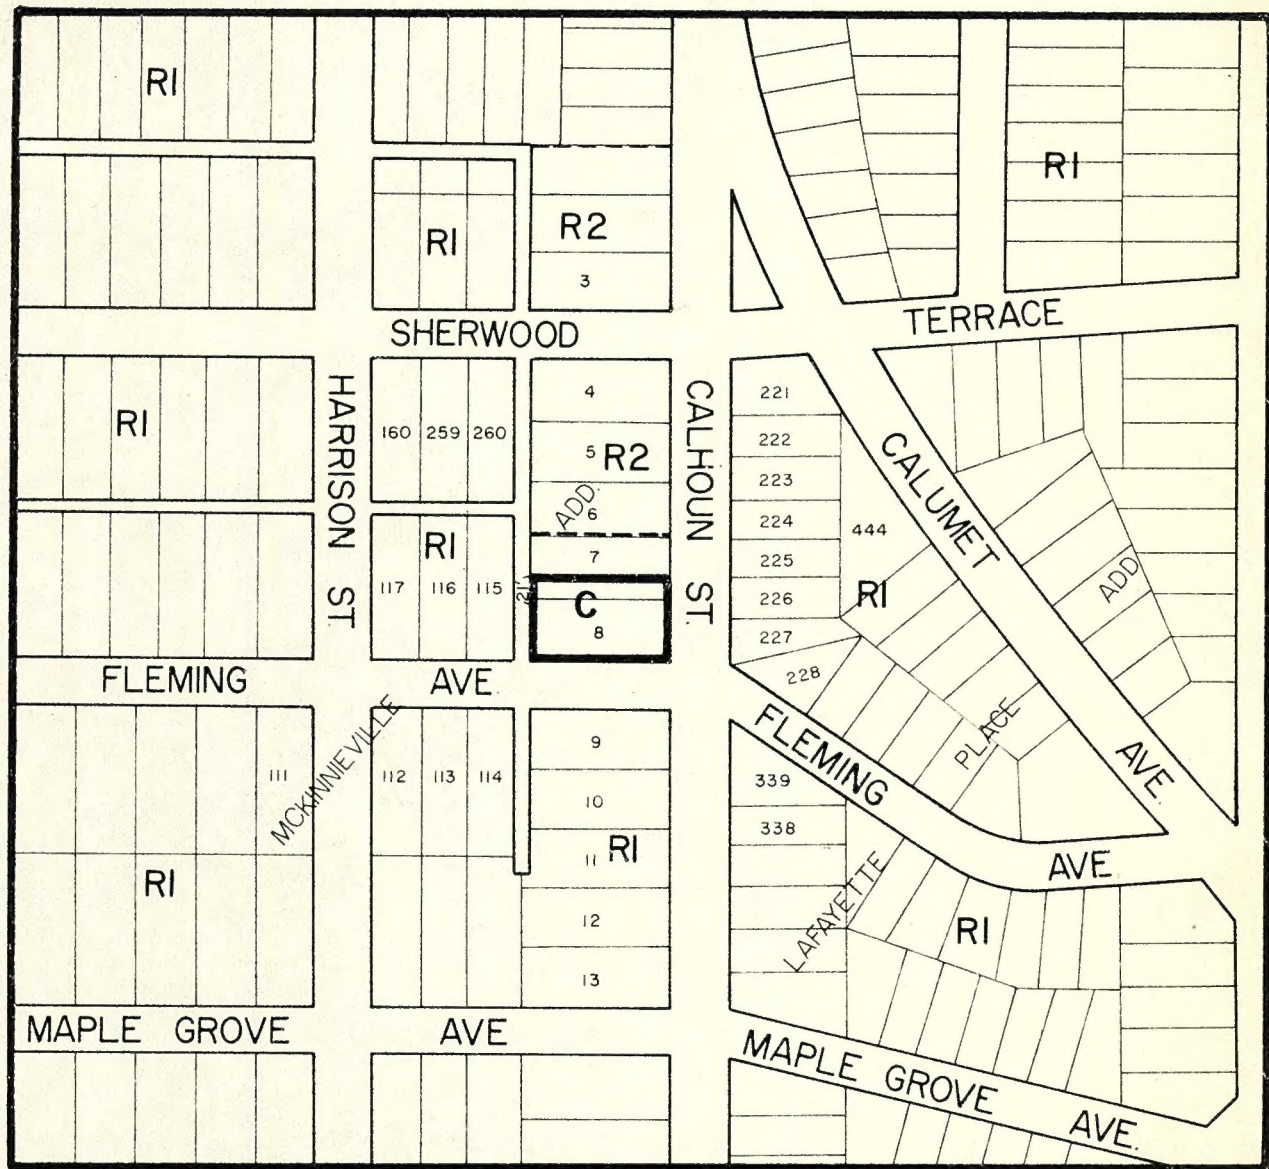 R1
R1
R1
R2
3
SHERWOOD
TERRACE
R1
HARRISON ST.
160 259 260
4
5
R2
ADD.
6
7
CALHOUN ST.
221
222
223
224
225
226
227
228
444
R1
CALUMET AVE.
ADD.
R1
117 116 115
21'
C
8
FLEMING AVE
FLEMING AVE.
PLACE
111
MCKINNIEVILLE
112 113 114
9
10
11
R1
12
13
339
338
LAFAYETTE
R1
R1
MAPLE GROVE AVE
MAPLE GROVE AVE.